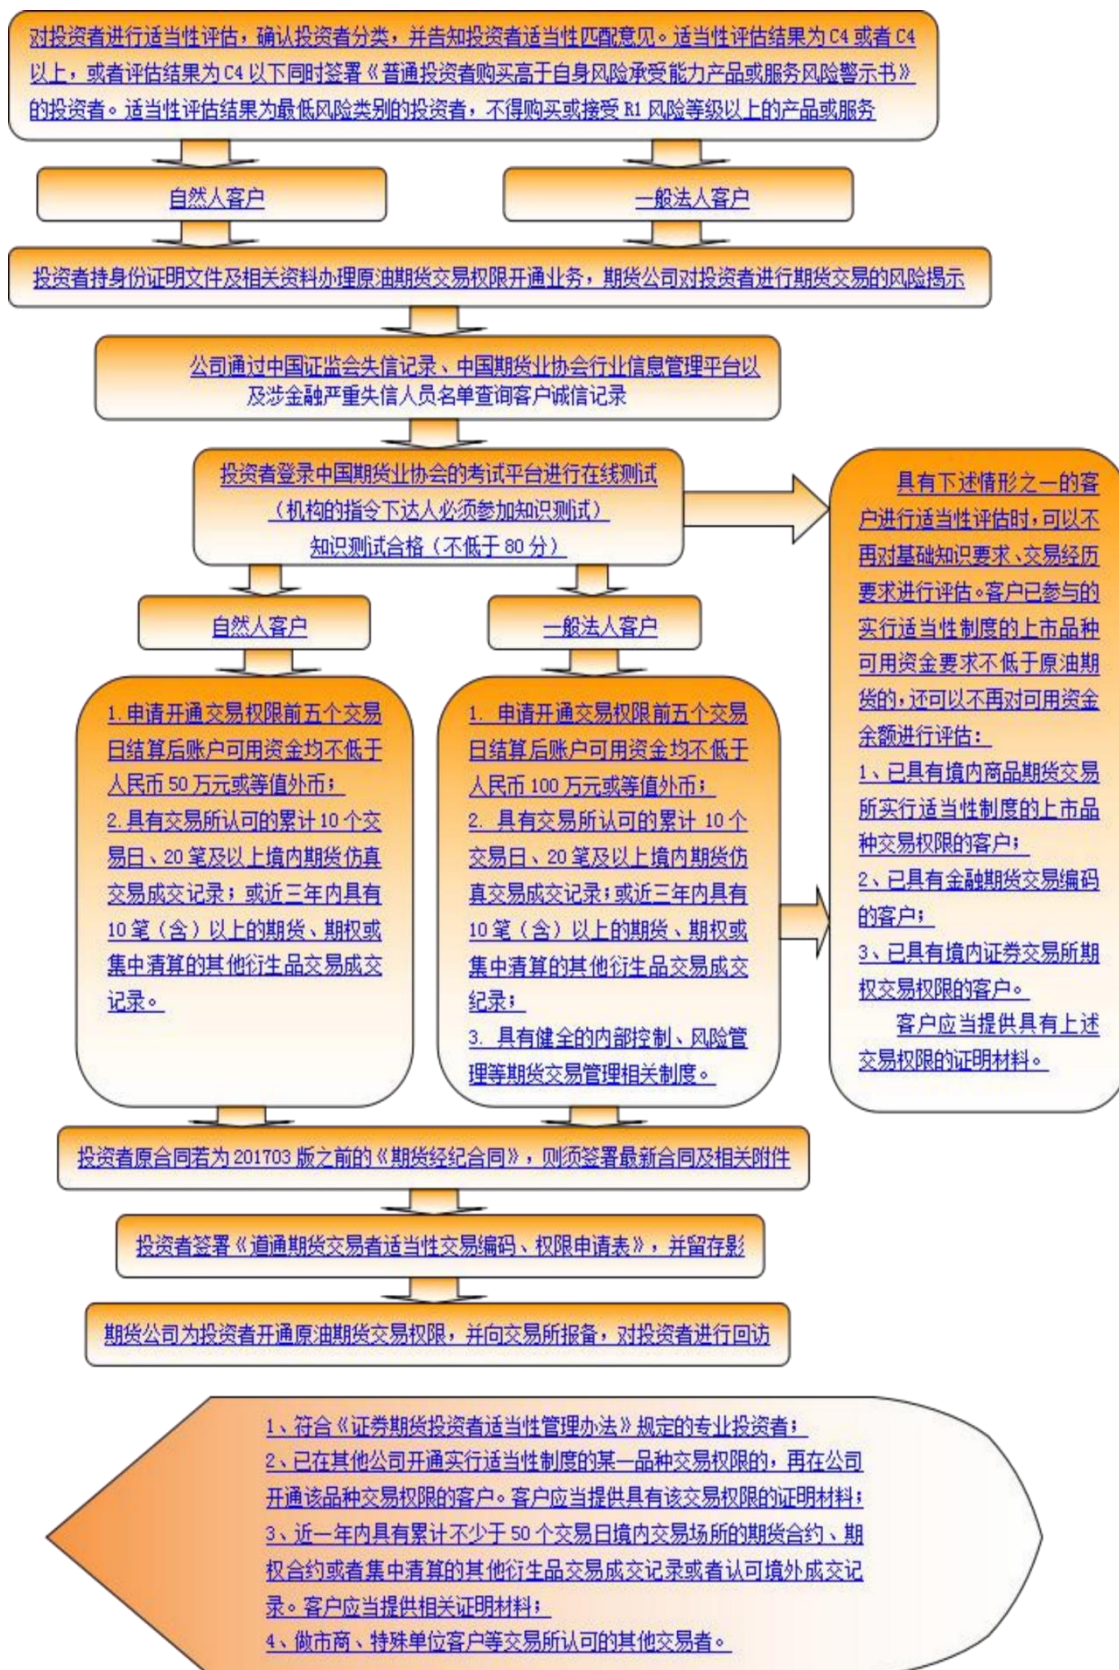 对投资者进行适当性评估，确认投资者分类，并告知投资者适当性匹配意见。适当性评估结果为 C4 或者 C4
以上，或者评估结果为 C4 以下同时签署《普通投资者购买高于自身风险承受能力产品或服务风险警示书》
的投资者。适当性评估结果为最低风险类别的投资者，不得购买或接受 R1 风险等级以上的产品或服务
自然人客户
一般法人客户
投资者持身份证明文件及相关资料办理原油期货交易权限开通业务，期货公司对投资者进行期货交易的风险揭示
公司通过中国证监会失信记录、中国期货业协会行业信息管理平台以
及涉金融严重失信人员名单查询客户诚信记录
投资者登录中国期货业协会的考试平台进行在线测试
（机构的指令下达人必须参加知识测试）
知识测试合格（不低于 80 分）
自然人客户
一般法人客户
1. 申请开通交易权限前五个交易
日结算后账户可用资金均不低于
人民币 50 万元或等值外币；
2. 具有交易所认可的累计 10 个交
易日、20 笔及以上境内期货仿真
交易成交记录；或近三年内具有
10 笔（含）以上的期货、期权或
集中清算的其他衍生品交易成交
记录。
1. 申请开通交易权限前五个交易
日结算后账户可用资金均不低于
人民币 100 万元或等值外币；
2. 具有交易所认可的累计 10 个
交易日、20 笔及以上境内期货仿
真交易成交记录；或近三年内具有
10 笔（含）以上的期货、期权或
集中清算的其他衍生品交易成交
纪录；
3. 具有健全的内部控制、风险管
理等期货交易管理相关制度。
具有下述情形之一的客
户进行适当性评估时，可以不
再对基础知识要求、交易经历
要求进行评估。客户已参与的
实行适当性制度的上市品种
可用资金要求不低于原油期
货的，还可以不再对可用资金
余额进行评估：
1、已具有境内商品期货交易
所实行适当性制度的上市品
种交易权限的客户；
2、已具有金融期货交易编码
的客户；
3、已具有境内证券交易所期
权交易权限的客户。
客户应当提供具有上述
交易权限的证明材料。
投资者原合同若为 201703 版之前的《期货经纪合同》，则须签署最新合同及相关附件
投资者签署《道通期货交易者适当性交易编码、权限申请表》，并留存影
期货公司为投资者开通原油期货交易权限，并向交易所报备，对投资者进行回访
1、符合《证券期货投资者适当性管理办法》规定的专业投资者；
2、已在其他公司开通实行适当性制度的某一品种交易权限的，再在公司
开通该品种交易权限的客户。客户应当提供具有该交易权限的证明材料；
3、近一年内具有累计不少于 50 个交易日境内交易场所的期货合约、期
权合约或者集中清算的其他衍生品交易成交记录或者认可境外成交记
录。客户应当提供相关证明材料；
4、做市商、特殊单位客户等交易所认可的其他交易者。